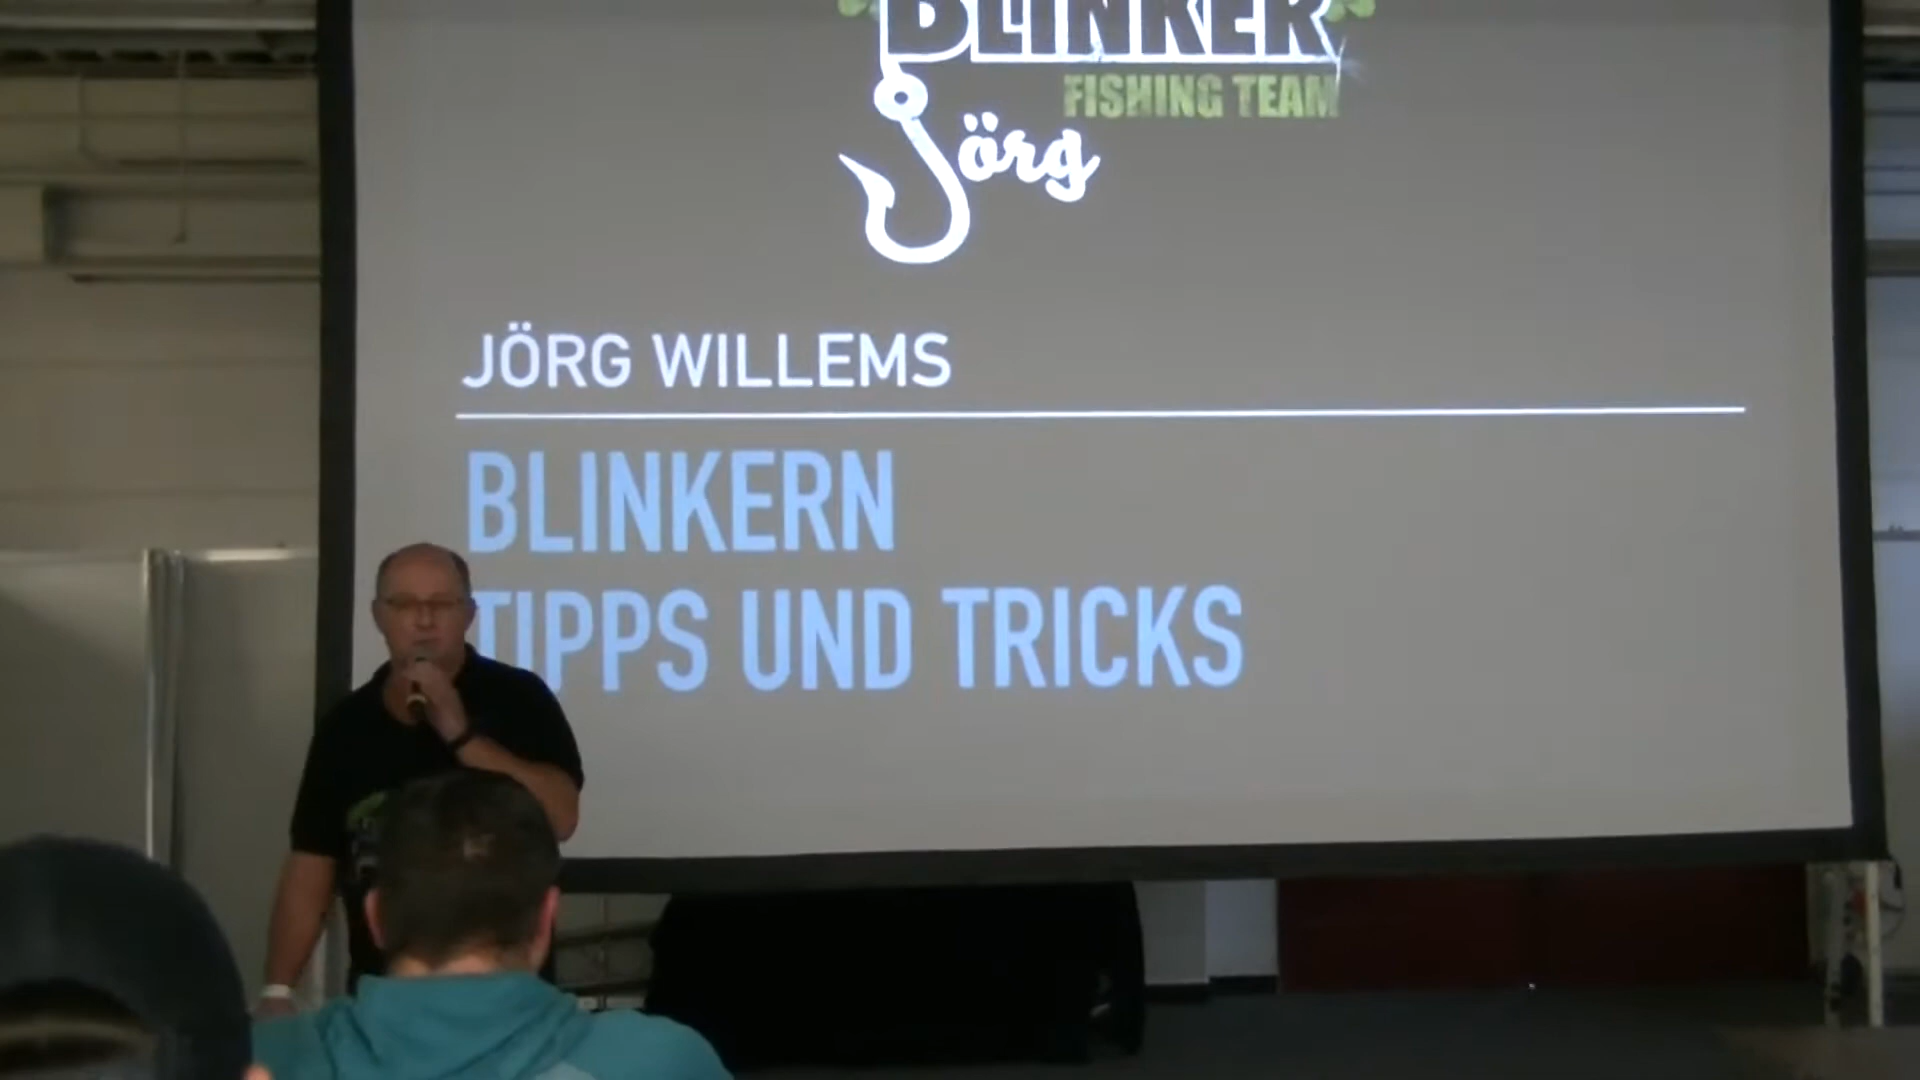 BLINKER
FISHING TEAM
Jörg
JÖRG WILLEMS
BLINKERN
TIPPS UND TRICKS